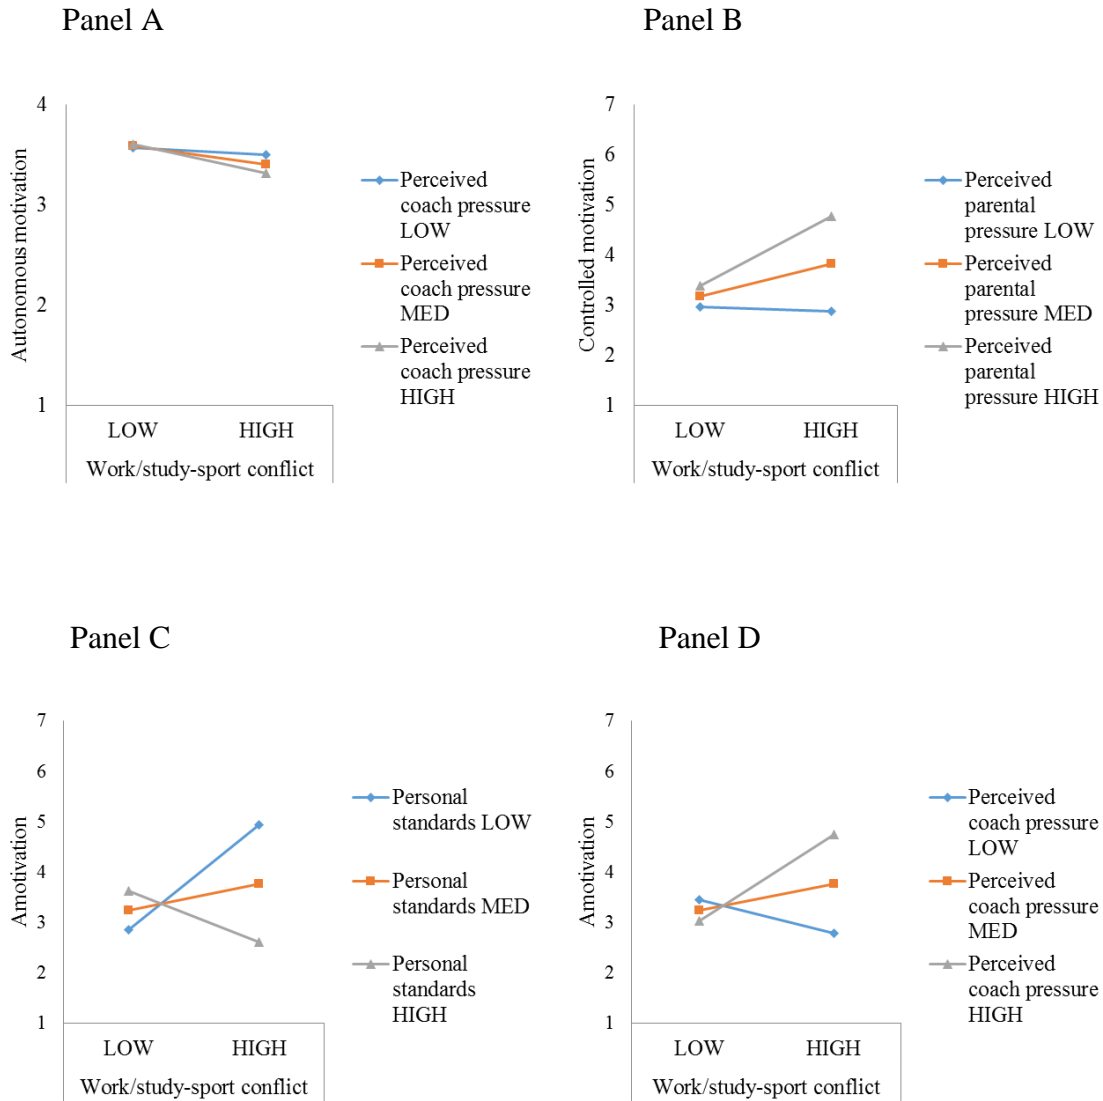 Panel A
4
3
2
1
Autonomous motivation
LOW
HIGH
Work/study-sport conflict
Perceived
coach pressure
LOW
Perceived
coach pressure
MED
Perceived
coach pressure
HIGH
Panel B
7
6
5
4
3
2
1
Controlled motivation
LOW
HIGH
Work/study-sport conflict
Perceived
parental
pressure LOW
Perceived
parental
pressure MED
Perceived
parental
pressure HIGH
Panel C
7
6
5
4
3
2
1
Amotivation
LOW
HIGH
Work/study-sport conflict
Personal
standards LOW
Personal
standards MED
Personal
standards
HIGH
Panel D
7
6
5
4
3
2
1
Amotivation
LOW
HIGH
Work/study-sport conflict
Perceived
coach pressure
LOW
Perceived
coach pressure
MED
Perceived
coach pressure
HIGH